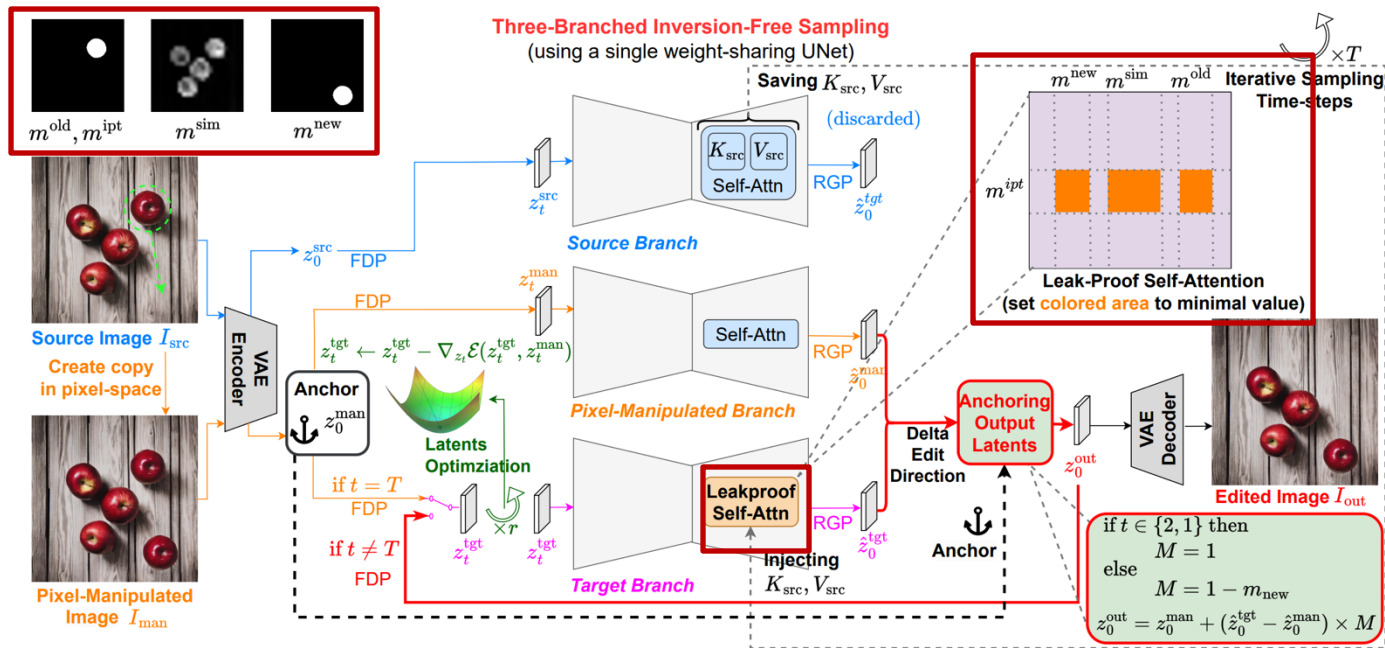 Three-Branched Inversion-Free Sampling
(using a single weight-sharing UNet)
×T
Iterative Sampling
Time-steps
m^old, m^ipt
m^sim
m^new
Saving K_src, V_src
(discarded)
K_src
V_src
Self-Attn
RGP
z_t^src
ẑ_0^tgt
Source Branch
z_0^src
FDP
m^new
m^sim
m^old
m^ipt
Leak-Proof Self-Attention
(set colored area to minimal value)
Source Image I_src
Create copy
in pixel-space
VAE
Encoder
FDP
z_t^man
Self-Attn
RGP
ẑ_0^man
z_t^tgt ← z_t^tgt − ∇_{z_t} ℰ(z_t^tgt, z_t^man)
Pixel-Manipulated Branch
Anchor
z_0^man
Latents
Optimziation
Anchoring
Output
Latents
Delta
Edit
Direction
z_0^out
VAE
Decoder
Edited Image I_out
if t = T
FDP
×r
z_t^tgt
z_t^tgt
Leakproof
Self-Attn
RGP
ẑ_0^tgt
Anchor
if t ≠ T
FDP
Injecting
K_src, V_src
Target Branch
Pixel-Manipulated
Image I_man
if t ∈ {2, 1} then
M = 1
else
M = 1 − m_new
z_0^out = z_0^man + (ẑ_0^tgt − ẑ_0^man) × M